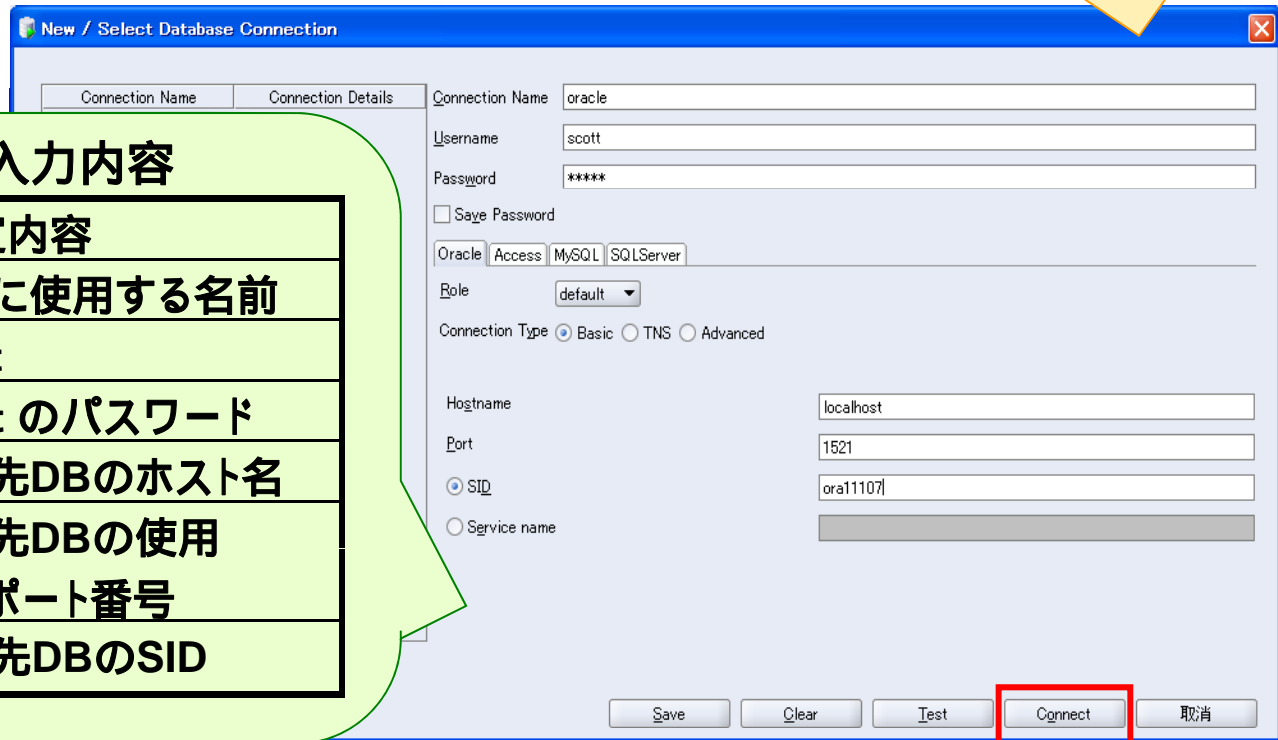 New / Select Database Connection
Connection Name Connection Details
Connection Name oracle
Username scott
Password *****
Save Password
Oracle Access MySQL SQLServer
Role default
Connection Type Basic TNS Advanced
Hostname localhost
Port 1521
SID ora11107
Service name
Save Clear Test Connect 取消
入力内容
内容
に使用する名前
のパスワード
先DBのホスト名
先DBの使用
ポート番号
先DBのSID